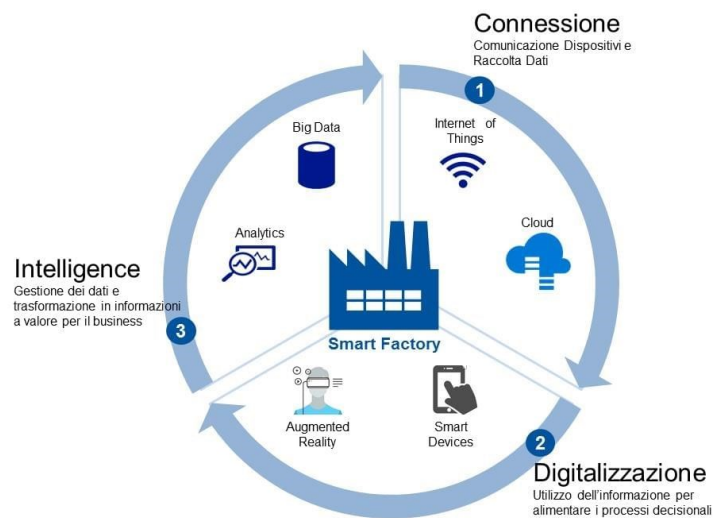 Connessione
Comunicazione Dispositivi e
Raccolta Dati
1
Internet of
Things
Cloud
Big Data
Analytics
Intelligence
Gestione dei dati e
trasformazione in informazioni
a valore per il business
3
Smart Factory
Augmented
Reality
Smart
Devices
2
Digitalizzazione
Utilizzo dell'informazione per
alimentare i processi decisionali